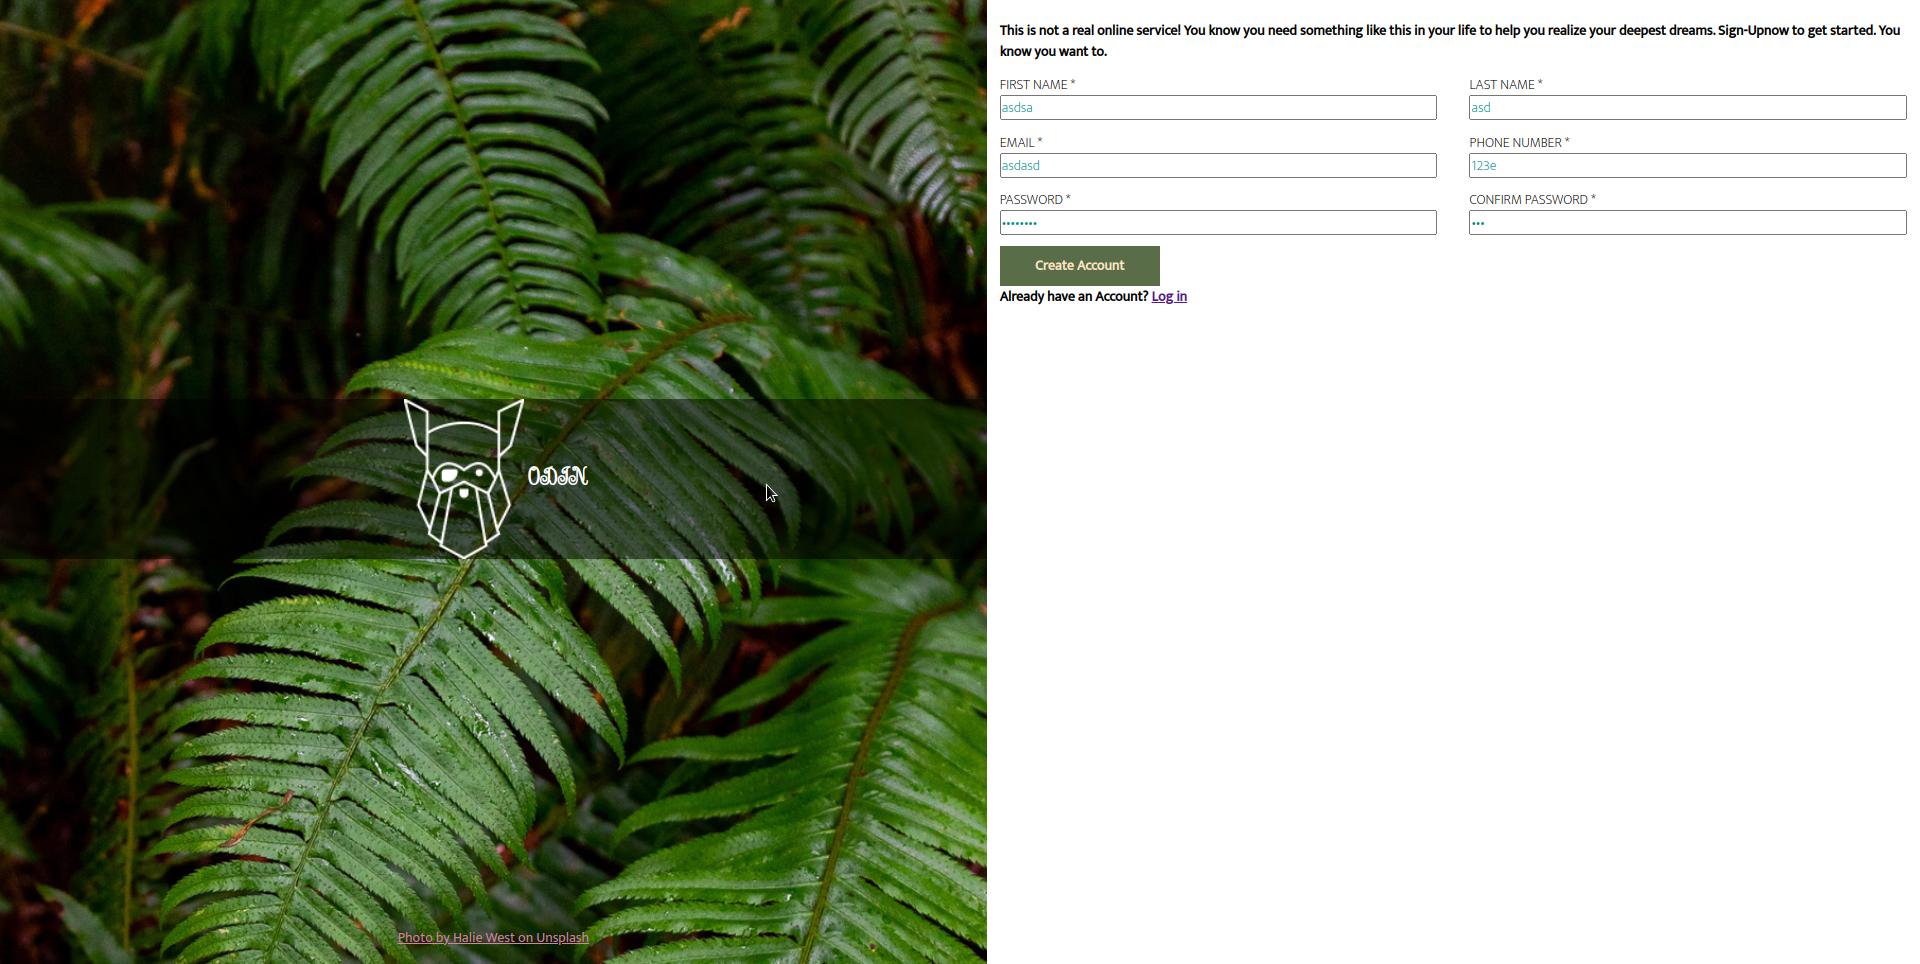 This is not a real online service! You know you need something like this in your life to help you realize your deepest dreams. Sign-Upnow to get started. You
know you want to.
FIRST NAME *
LAST NAME *
asdsa
asd
EMAIL *
PHONE NUMBER *
asdasd
123e
PASSWORD *
CONFIRM PASSWORD *
••••••••
•••
Create Account
Already have an Account? Log in
ODIN
Photo by Halie West on Unsplash